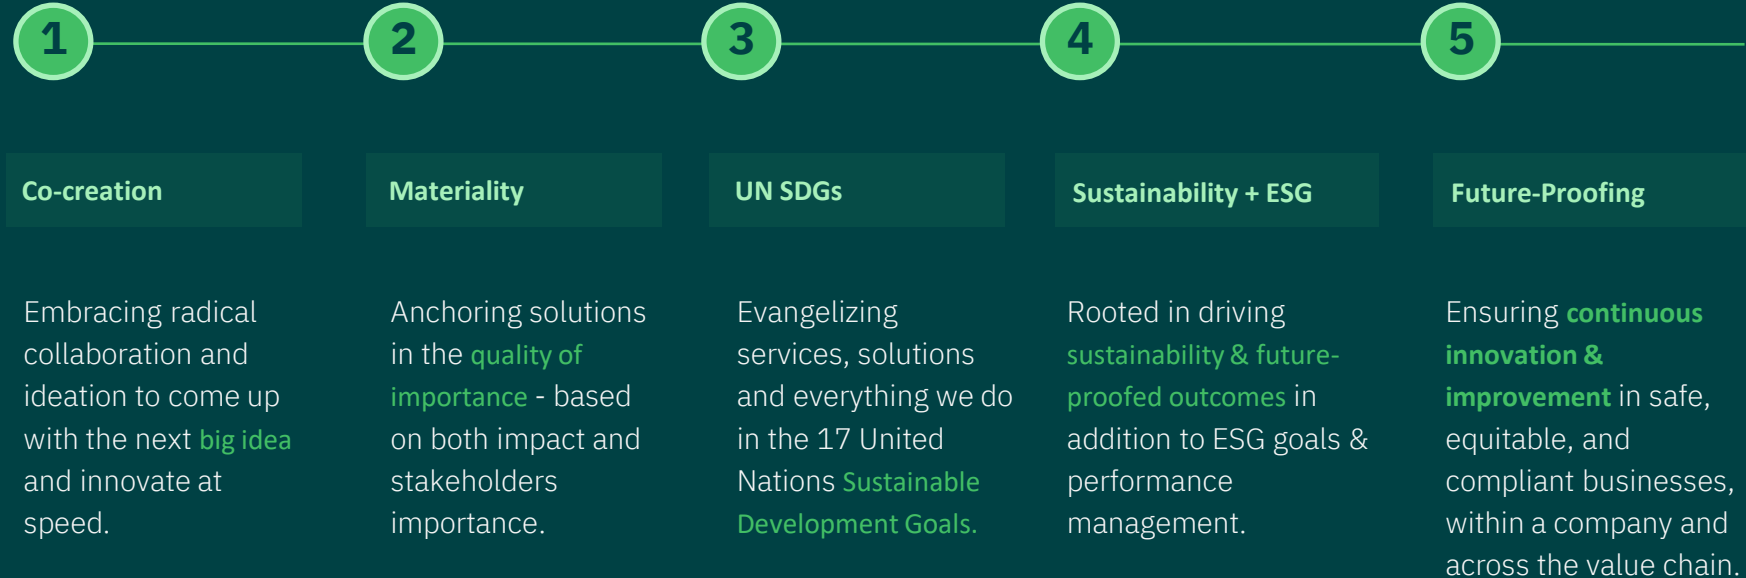 1
2
3
4
5
Co-creation
Materiality
UN SDGs
Sustainability + ESG
Future-Proofing
Embracing radical
collaboration and
ideation to come up
with the next big idea
and innovate at
speed.
Anchoring solutions
in the quality of
importance - based
on both impact and
stakeholders
importance.
Evangelizing
services, solutions
and everything we do
in the 17 United
Nations Sustainable
Development Goals.
Rooted in driving
sustainability & future-
proofed outcomes in
addition to ESG goals &
performance
management.
Ensuring continuous
innovation &
improvement in safe,
equitable, and
compliant businesses,
within a company and
across the value chain.